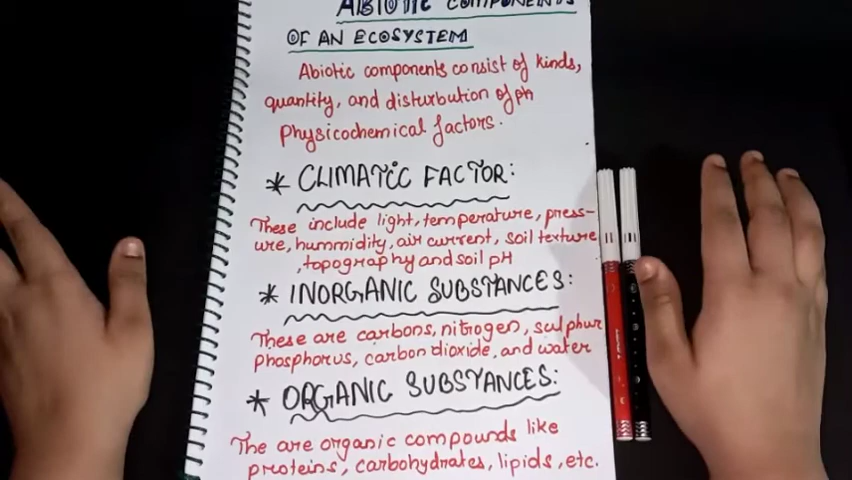 ABIOTIC COMPONENTS
OF AN ECOSYSTEM
Abiotic components consist of kinds,
quantity, and disturbution of ph
Physicochemical factors.
* CLIMATIC FACTOR:
These include light, temperature, press-
ure, hummidity, air current, soil texture
,topography and soil pH
* INORGANIC SUBSTANCES:
These are carbons, nitrogen, sulphur
phosphorus, carbon dioxide, and water
* ORGANIC SUBSTANCES:
The are organic compounds like
proteins, carbohydrates, lipids, etc.